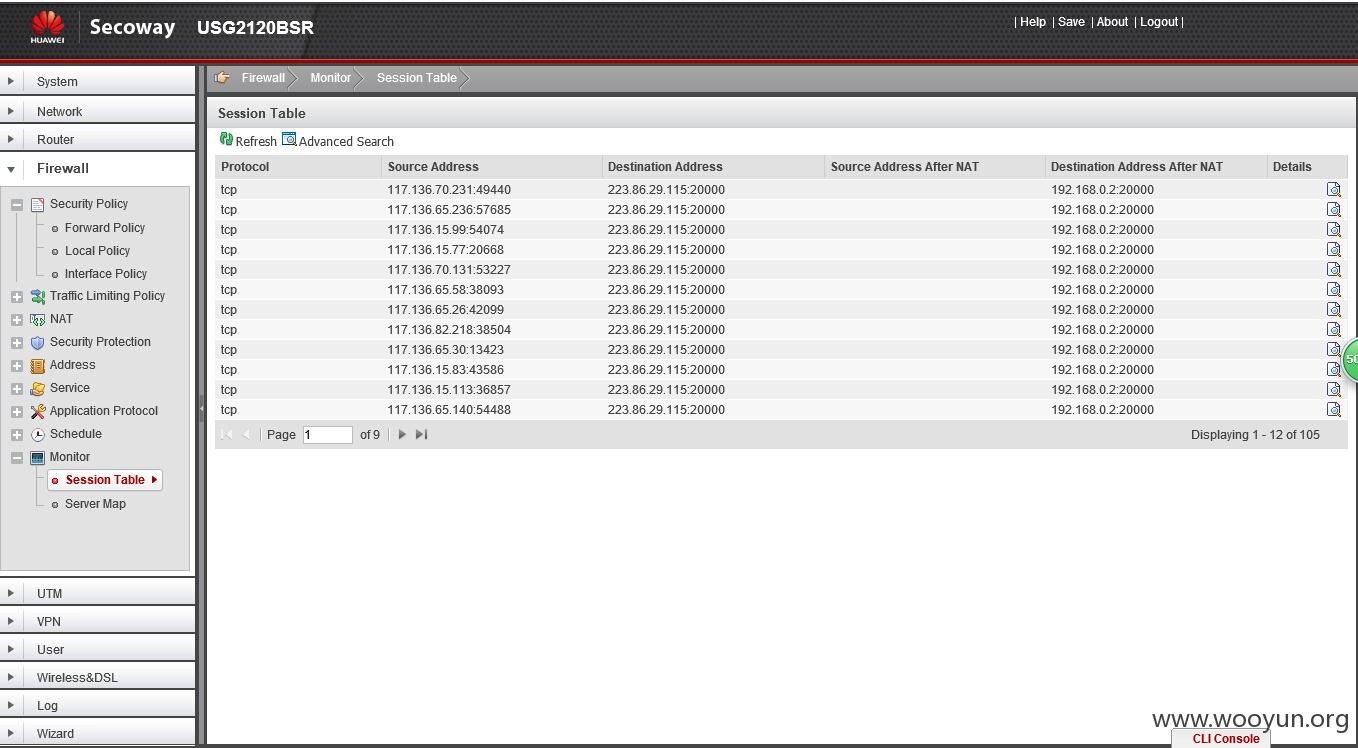 HUAWEI Secoway USG2120BSR | Help | Save | About | Logout |
System
Network
Router
Firewall
Security Policy
Forward Policy
Local Policy
Interface Policy
Traffic Limiting Policy
NAT
Security Protection
Address
Service
Application Protocol
Schedule
Monitor
Session Table
Server Map
UTM
VPN
User
Wireless&DSL
Log
Wizard
Firewall Monitor Session Table
Session Table
Refresh Advanced Search
Protocol Source Address Destination Address Source Address After NAT Destination Address After NAT Details
tcp 117.136.70.231:49440 223.86.29.115:20000 192.168.0.2:20000
tcp 117.136.65.236:57685 223.86.29.115:20000 192.168.0.2:20000
tcp 117.136.15.99:54074 223.86.29.115:20000 192.168.0.2:20000
tcp 117.136.15.77:20668 223.86.29.115:20000 192.168.0.2:20000
tcp 117.136.70.131:53227 223.86.29.115:20000 192.168.0.2:20000
tcp 117.136.65.58:38093 223.86.29.115:20000 192.168.0.2:20000
tcp 117.136.65.26:42099 223.86.29.115:20000 192.168.0.2:20000
tcp 117.136.82.218:38504 223.86.29.115:20000 192.168.0.2:20000
tcp 117.136.65.30:13423 223.86.29.115:20000 192.168.0.2:20000
tcp 117.136.15.83:43586 223.86.29.115:20000 192.168.0.2:20000
tcp 117.136.15.113:36857 223.86.29.115:20000 192.168.0.2:20000
tcp 117.136.65.140:54488 223.86.29.115:20000 192.168.0.2:20000
Page 1 of 9 Displaying 1 - 12 of 105
www.wooyun.org
CLI Console